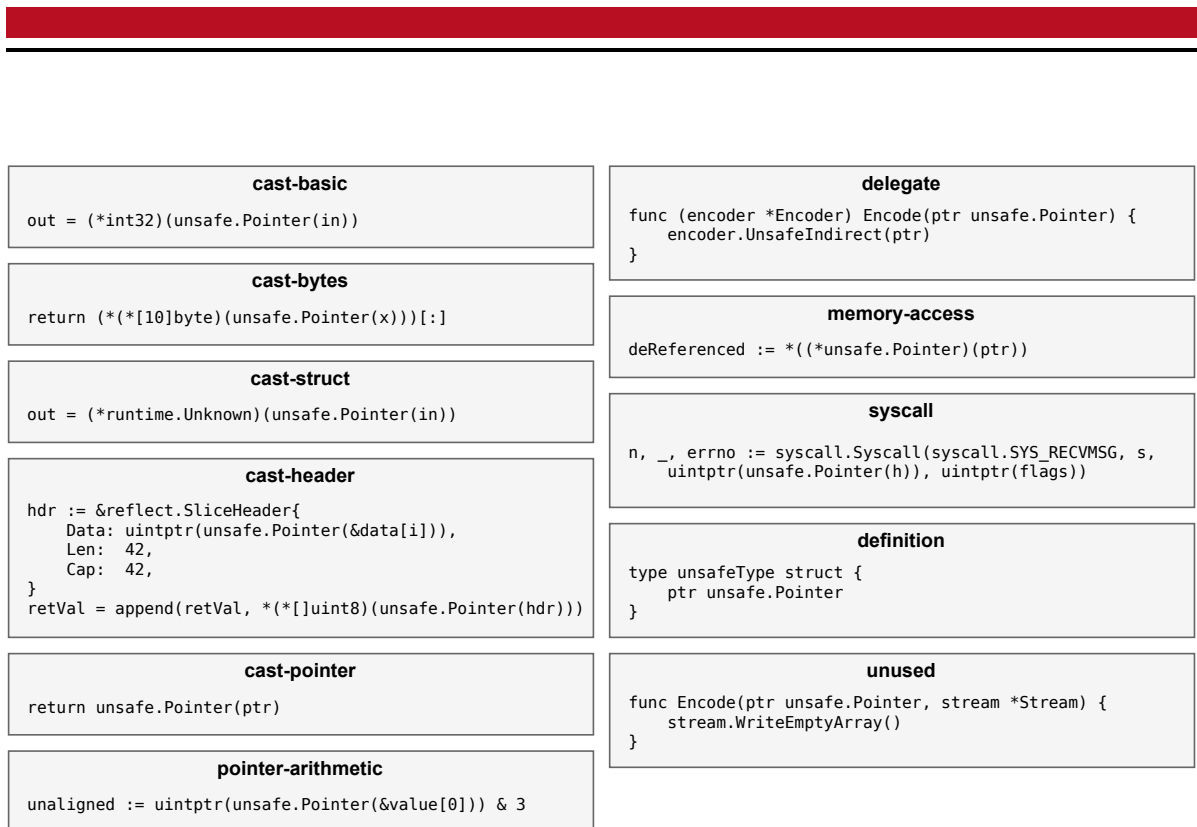 cast-basic
out = (*int32)(unsafe.Pointer(in))
cast-bytes
return (*(*[10]byte)(unsafe.Pointer(x)))[:]
cast-struct
out = (*runtime.Unknown)(unsafe.Pointer(in))
cast-header
hdr := &reflect.SliceHeader{
    Data: uintptr(unsafe.Pointer(&data[i])),
    Len:  42,
    Cap:  42,
}
retVal = append(retVal, *(*[]uint8)(unsafe.Pointer(hdr)))
cast-pointer
return unsafe.Pointer(ptr)
pointer-arithmetic
unaligned := uintptr(unsafe.Pointer(&value[0])) & 3
delegate
func (encoder *Encoder) Encode(ptr unsafe.Pointer) {
    encoder.UnsafeIndirect(ptr)
}
memory-access
deReferenced := *((*unsafe.Pointer)(ptr))
syscall
n, _, errno := syscall.Syscall(syscall.SYS_RECVMSG, s,
    uintptr(unsafe.Pointer(h)), uintptr(flags))
definition
type unsafeType struct {
    ptr unsafe.Pointer
}
unused
func Encode(ptr unsafe.Pointer, stream *Stream) {
    stream.WriteEmptyArray()
}